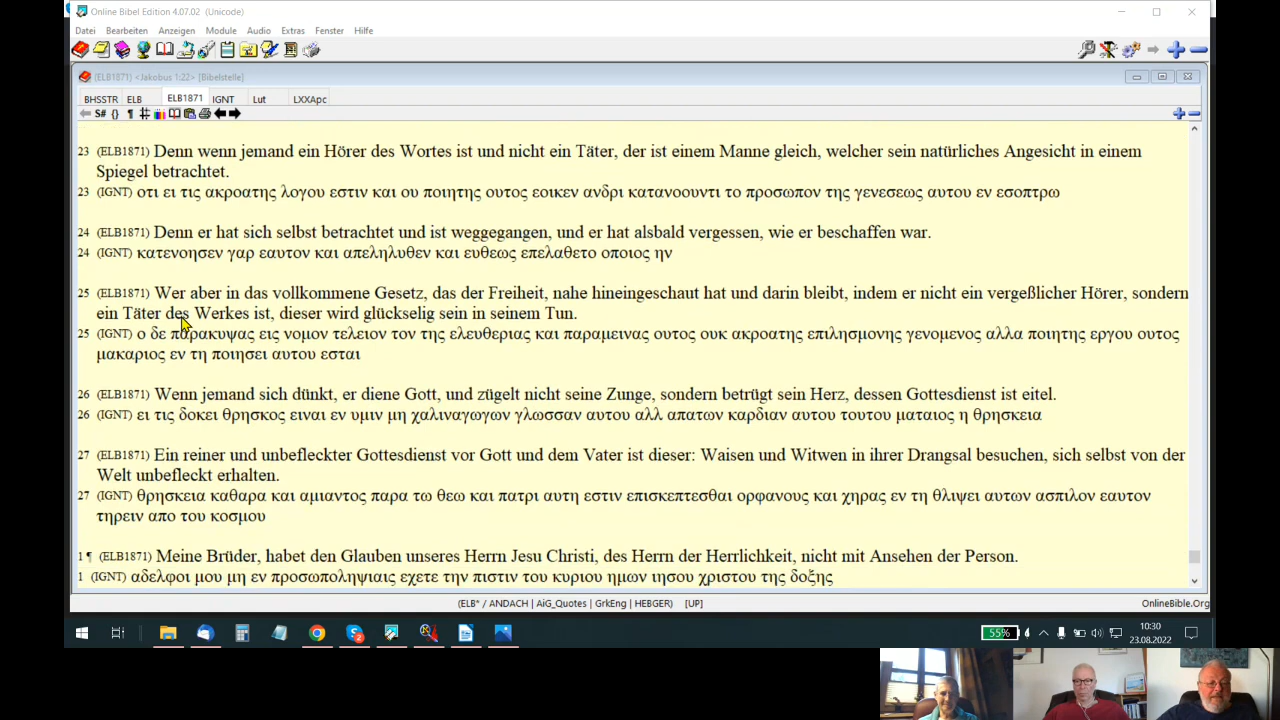 Online Bible Edition 4.07.02 (Unicode)
Datei Bearbeiten Anzeigen Module Audio Extras Fenster Hilfe
(ELB1871) <Jakobus 1:22> [Bibelstelle]
BHSSTR ELB ELB1871 IGNT Lut LXXApc
S# {} ¶
23 (ELB1871) Denn wenn jemand ein Hörer des Wortes ist und nicht ein Täter, der ist einem Manne gleich, welcher sein natürliches Angesicht in einem
Spiegel betrachtet.
23 (IGNT) οτι ει τις ακροατης λογου εστιν και ου ποιητης ουτος εοικεν ανδρι κατανοουντι το προσωπον της γενεσεως αυτου εν εσοπτρω
24 (ELB1871) Denn er hat sich selbst betrachtet und ist weggegangen, und er hat alsbald vergessen, wie er beschaffen war.
24 (IGNT) κατενοησεν γαρ εαυτον και απεληλυθεν και ευθεως επελαθετο οποιος ην
25 (ELB1871) Wer aber in das vollkommene Gesetz, das der Freiheit, nahe hineingeschaut hat und darin bleibt, indem er nicht ein vergeßlicher Hörer, sondern
ein Täter des Werkes ist, dieser wird glückselig sein in seinem Tun.
25 (IGNT) ο δε παρακυψας εις νομον τελειον τον της ελευθεριας και παραμεινας ουτος ουκ ακροατης επιλησμονης γενομενος αλλα ποιητης εργου ουτος
μακαριος εν τη ποιησει αυτου εσται
26 (ELB1871) Wenn jemand sich dünkt, er diene Gott, und zügelt nicht seine Zunge, sondern betrügt sein Herz, dessen Gottesdienst ist eitel.
26 (IGNT) ει τις δοκει θρησκος ειναι εν υμιν μη χαλιναγωγων γλωσσαν αυτου αλλ απατων καρδιαν αυτου τουτου ματαιος η θρησκεια
27 (ELB1871) Ein reiner und unbefleckter Gottesdienst vor Gott und dem Vater ist dieser: Waisen und Witwen in ihrer Drangsal besuchen, sich selbst von der
Welt unbefleckt erhalten.
27 (IGNT) θρησκεια καθαρα και αμιαντος παρα τω θεω και πατρι αυτη εστιν επισκεπτεσθαι ορφανους και χηρας εν τη θλιψει αυτων ασπιλον εαυτον
τηρειν απο του κοσμου
1 ¶ (ELB1871) Meine Brüder, habet den Glauben unseres Herrn Jesu Christi, des Herrn der Herrlichkeit, nicht mit Ansehen der Person.
1 (IGNT) αδελφοι μου μη εν προσωποληψιαις εχετε την πιστιν του κυριου ημων ιησου χριστου της δοξης
(ELB* / ANDACH | AiG_Quotes | GrkEng | HEBGER) [UP] OnlineBible.Org
55% 10:30
23.08.2022